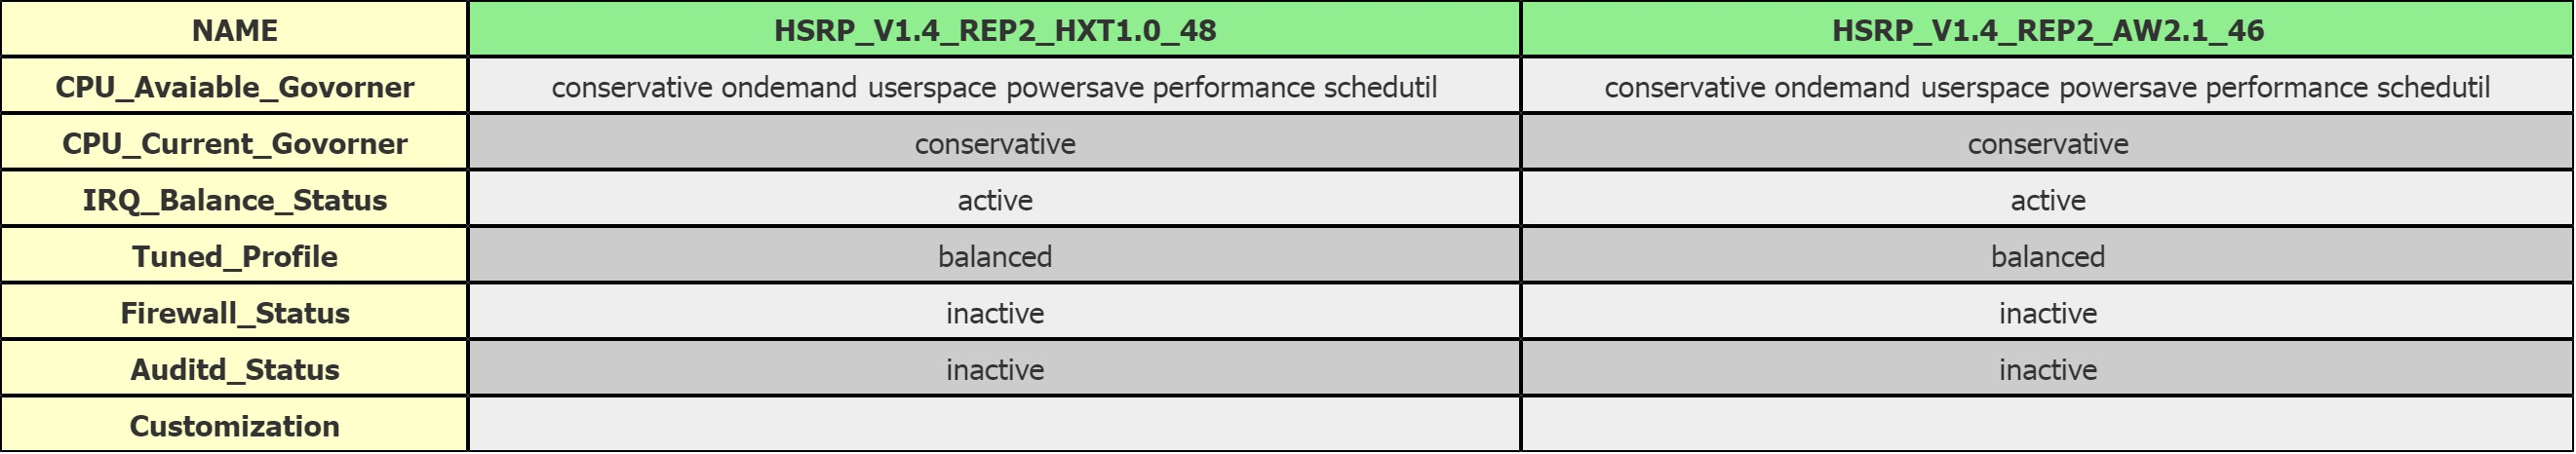 NAME HSRP_V1.4_REP2_HXT1.0_48 HSRP_V1.4_REP2_AW2.1_46
CPU_Avaiable_Govorner conservative ondemand userspace powersave performance schedutil conservative ondemand userspace powersave performance schedutil
CPU_Current_Govorner conservative conservative
IRQ_Balance_Status active active
Tuned_Profile balanced balanced
Firewall_Status inactive inactive
Auditd_Status inactive inactive
Customization